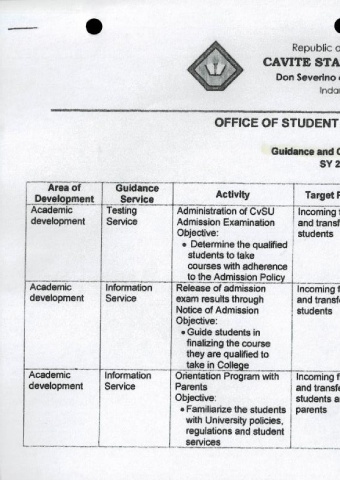 Republic o
CAVITE STA
Don Severino
Inda
OFFICE OF STUDENT
Guidance and C
SY 2
Area of Development
Guidance Service
Activity
Target P
Academic development
Testing Service
Administration of CvSU
Admission Examination
Objective:
• Determine the qualified
students to take
courses with adherence
to the Admission Policy
Incoming f
and transf
students
Academic development
Information Service
Release of admission
exam results through
Notice of Admission
Objective:
• Guide students in
finalizing the course
they are qualified to
take in College
Incoming f
and transf
students
Academic development
Information Service
Orientation Program with
Parents
Objective:
• Familiarize the students
with University policies,
regulations and student
services
Incoming f
and transfe
students a
parents